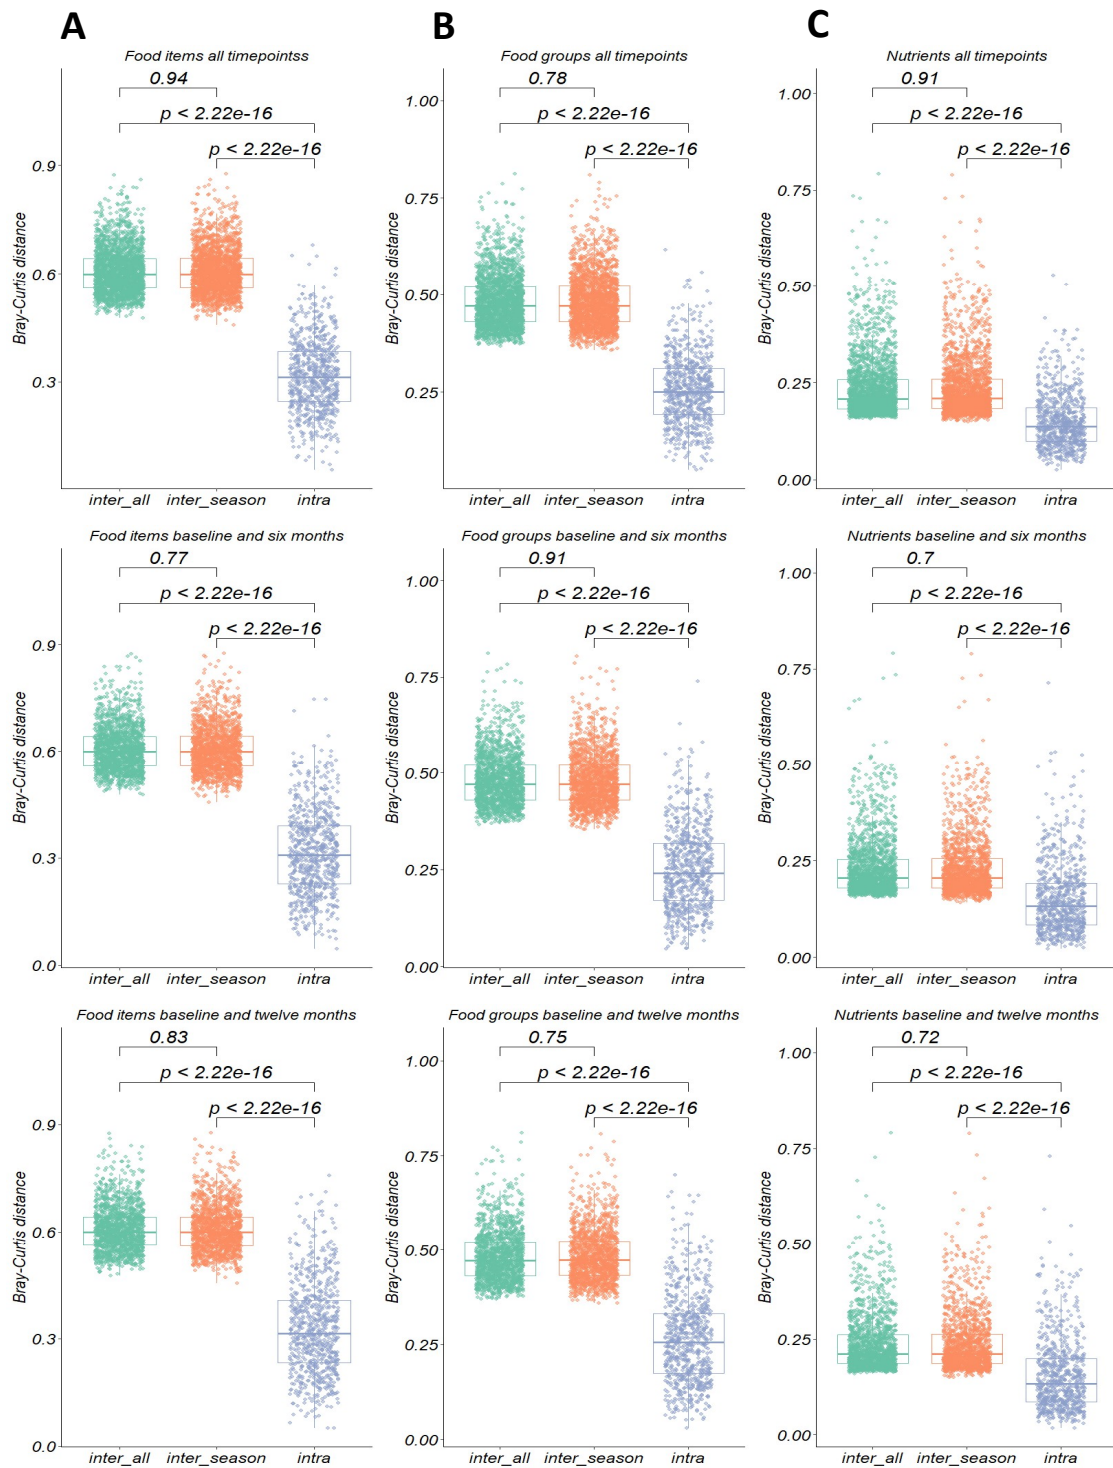 A
B
C
Food items all timepointss
0.94
p < 2.22e-16
p < 2.22e-16
0.9
0.6
0.3
Bray-Curtis distance
inter_all inter_season intra
Food groups all timepoints
0.78
1.00
p < 2.22e-16
p < 2.22e-16
0.75
0.50
0.25
Bray-Curtis distance
inter_all inter_season intra
Nutrients all timepoints
0.91
1.00
p < 2.22e-16
p < 2.22e-16
0.75
0.50
0.25
0.00
Bray-Curtis distance
inter_all inter_season intra
Food items baseline and six months
0.77
p < 2.22e-16
p < 2.22e-16
0.9
0.6
0.3
0.0
Bray-Curtis distance
inter_all inter_season intra
Food groups baseline and six months
0.91
1.00
p < 2.22e-16
p < 2.22e-16
0.75
0.50
0.25
0.00
Bray-Curtis distance
inter_all inter_season intra
Nutrients baseline and six months
0.7
1.00
p < 2.22e-16
p < 2.22e-16
0.75
0.50
0.25
0.00
Bray-Curtis distance
inter_all inter_season intra
Food items baseline and twelve months
0.83
p < 2.22e-16
p < 2.22e-16
0.9
0.6
0.3
0.0
Bray-Curtis distance
inter_all inter_season intra
Food groups baseline and twelve months
0.75
1.00
p < 2.22e-16
p < 2.22e-16
0.75
0.50
0.25
0.00
Bray-Curtis distance
inter_all inter_season intra
Nutrients baseline and twelve months
0.72
1.00
p < 2.22e-16
p < 2.22e-16
0.75
0.50
0.25
0.00
Bray-Curtis distance
inter_all inter_season intra